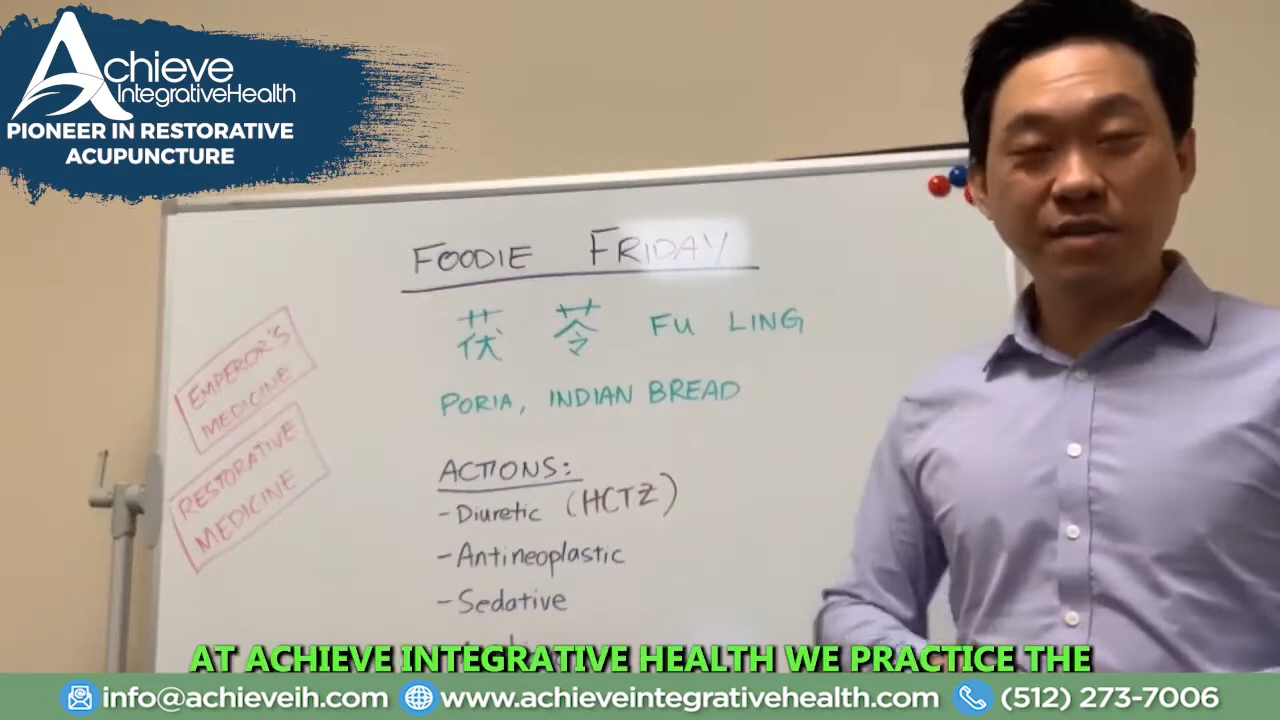 Achieve
IntegrativeHealth
PIONEER IN RESTORATIVE
ACUPUNCTURE
FOODIE FRIDAY
茯苓 FU LING
PORIA, INDIAN BREAD
EMPEROR'S
MEDICINE
RESTORATIVE
MEDICINE
ACTIONS:
- Diuretic (HCTZ)
- Antineoplastic
- Sedative
AT ACHIEVE INTEGRATIVE HEALTH WE PRACTICE THE
info@achieveih.com www.achieveintegrativehealth.com (512) 273-7006